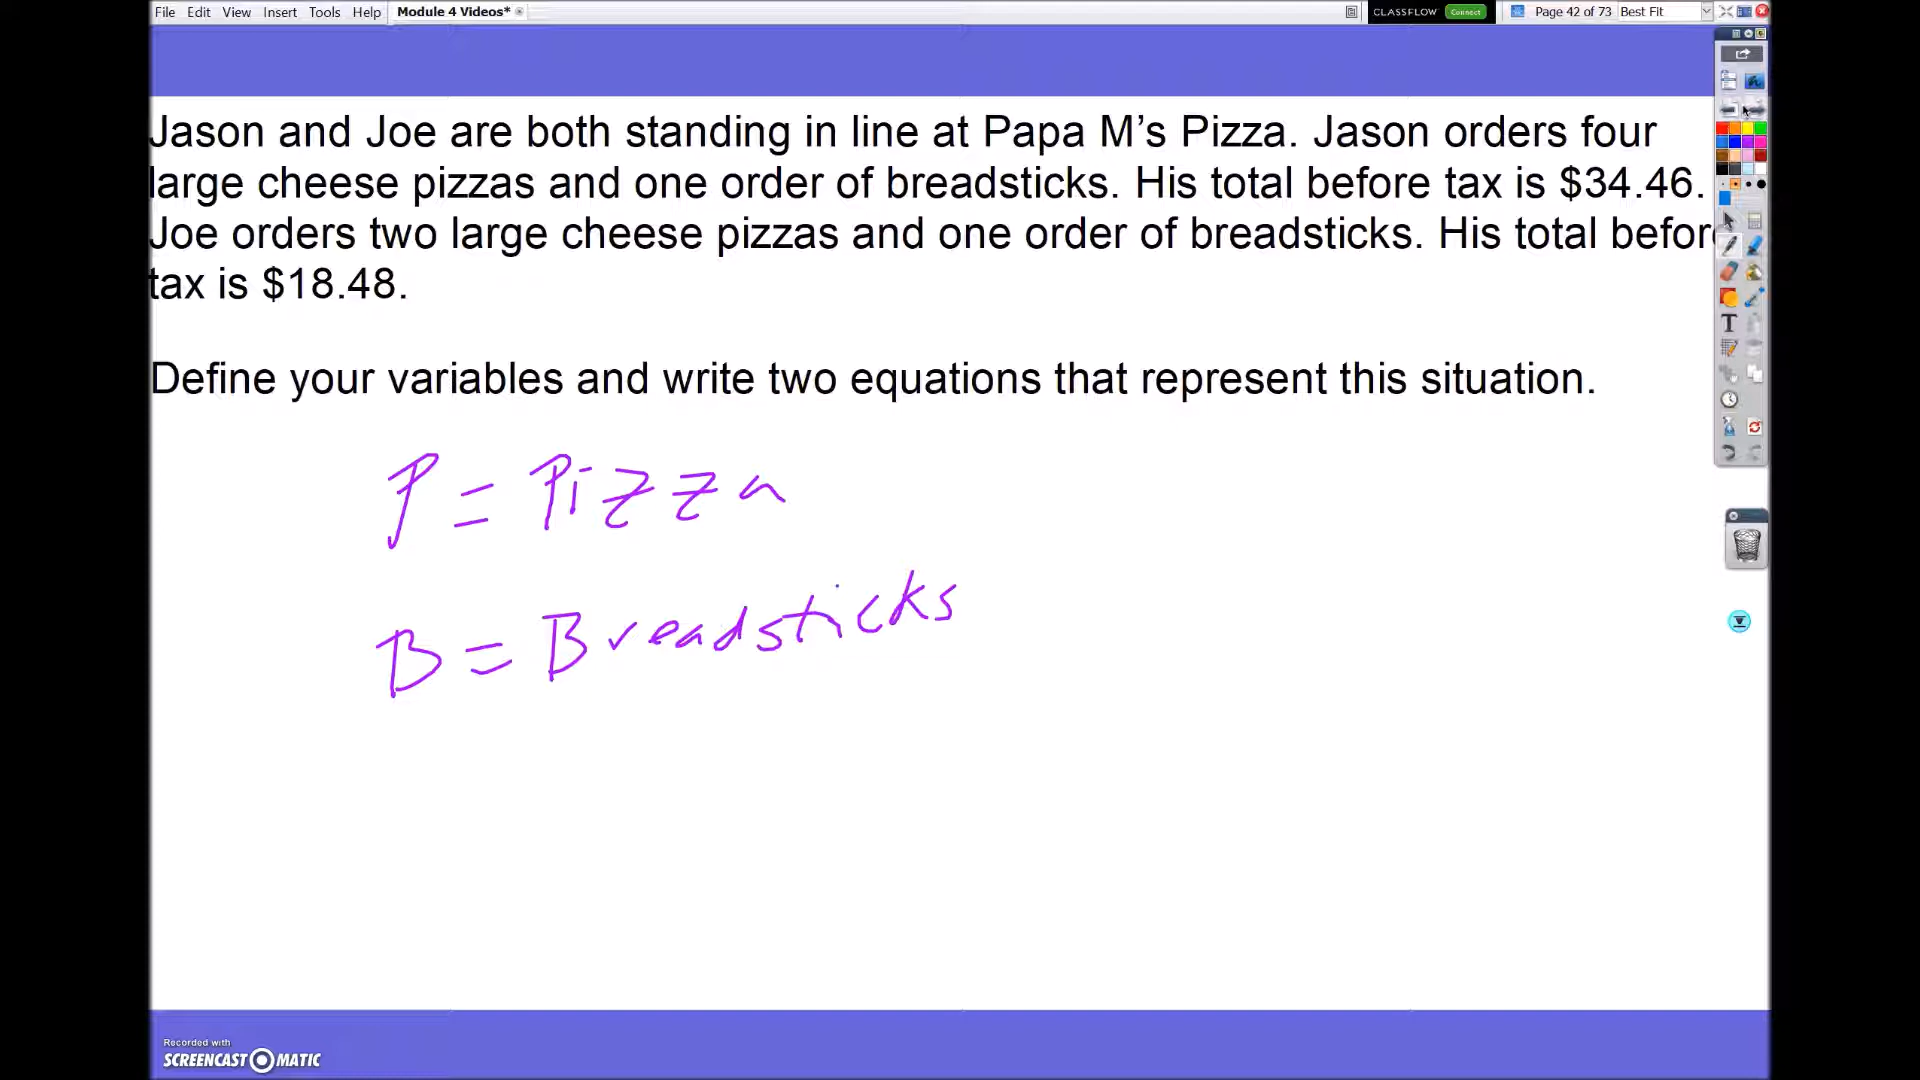 File Edit View Insert Tools Help Module 4 Videos* CLASSFLOW Connect Page 42 of 73 Best Fit
Jason and Joe are both standing in line at Papa M’s Pizza. Jason orders four
large cheese pizzas and one order of breadsticks. His total before tax is $34.46.
Joe orders two large cheese pizzas and one order of breadsticks. His total befor
tax is $18.48.
Define your variables and write two equations that represent this situation.
P = Pizza
B = Breadsticks
Recorded with
SCREENCAST MATIC